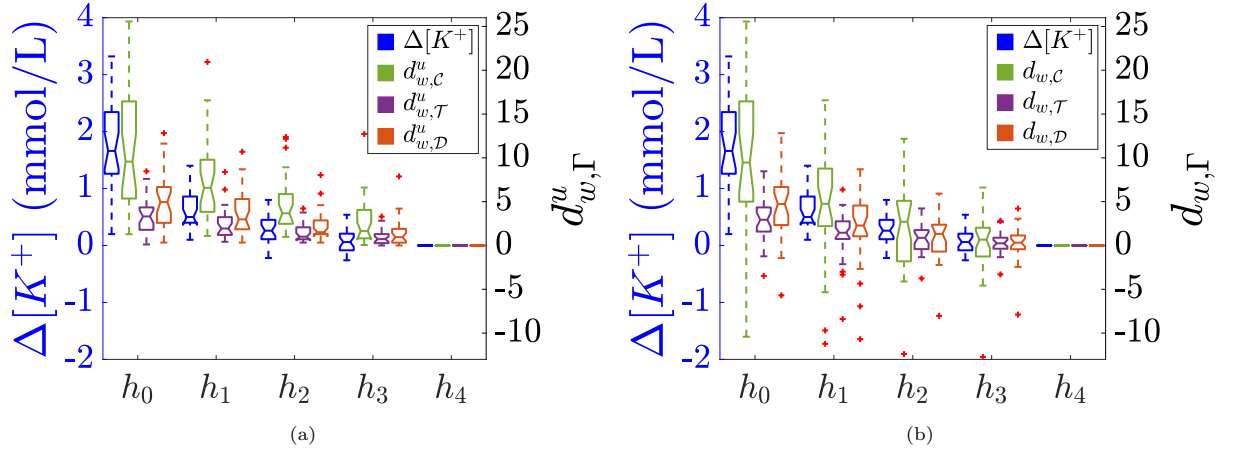 Δ[K⁺] (mmol/L)
4
3
2
1
0
-1
-2
25
20
15
10
5
0
-5
-10
d^u_{w,Γ}
Δ[K⁺]
d^u_{w,𝒞}
d^u_{w,𝒯}
d^u_{w,𝒟}
h₀ h₁ h₂ h₃ h₄
(a)
Δ[K⁺] (mmol/L)
4
3
2
1
0
-1
-2
25
20
15
10
5
0
-5
-10
d_{w,Γ}
Δ[K⁺]
d_{w,𝒞}
d_{w,𝒯}
d_{w,𝒟}
h₀ h₁ h₂ h₃ h₄
(b)